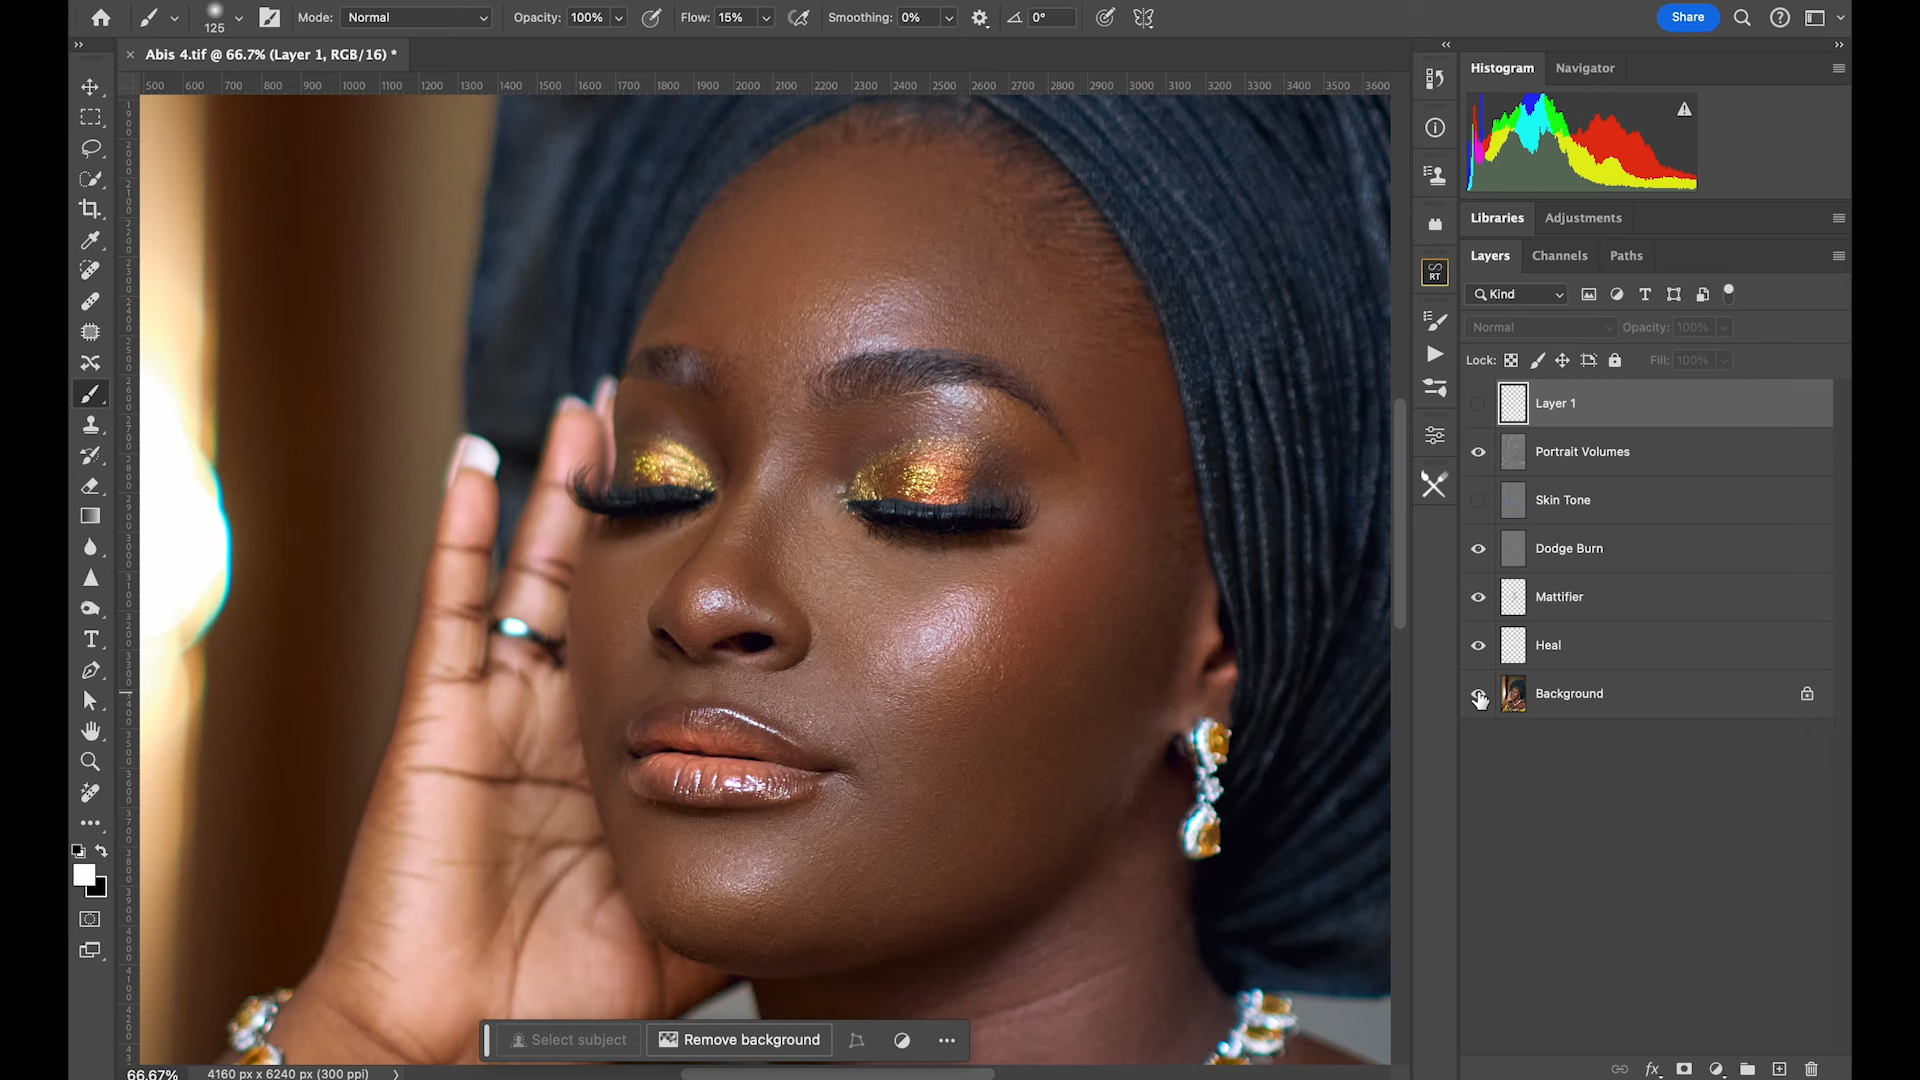 125
Mode: Normal
Opacity: 100%
Flow: 15%
Smoothing: 0%
0°
Share
Abis 4.tif @ 66.7% (Layer 1, RGB/16) *
500 600 700 800 900 1000 1100 1200 1300 1400 1500 1600 1700 1800 1900 2000 2100 2200 2300 2400 2500 2600 2700 2800 2900 3000 3100 3200 3300 3400 3500 3600
Histogram
Navigator
Libraries
Adjustments
Layers
Channels
Paths
RT
Kind
Normal
Opacity: 100%
Lock:
Fill: 100%
Layer 1
Portrait Volumes
Skin Tone
Dodge Burn
Mattifier
Heal
Background
Select subject
Remove background
66.67%
4160 px x 6240 px (300 ppi)
fx